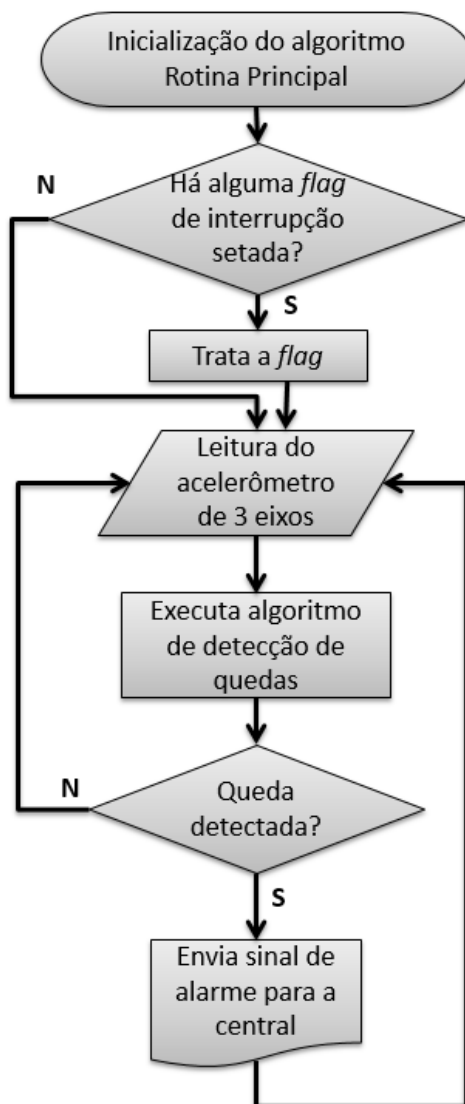 Inicialização do algoritmo
Rotina Principal
N
Há alguma flag
de interrupção
setada?
S
Trata a flag
Leitura do
acelerômetro
de 3 eixos
Executa algoritmo
de detecção de
quedas
N
Queda
detectada?
S
Envia sinal de
alarme para a
central